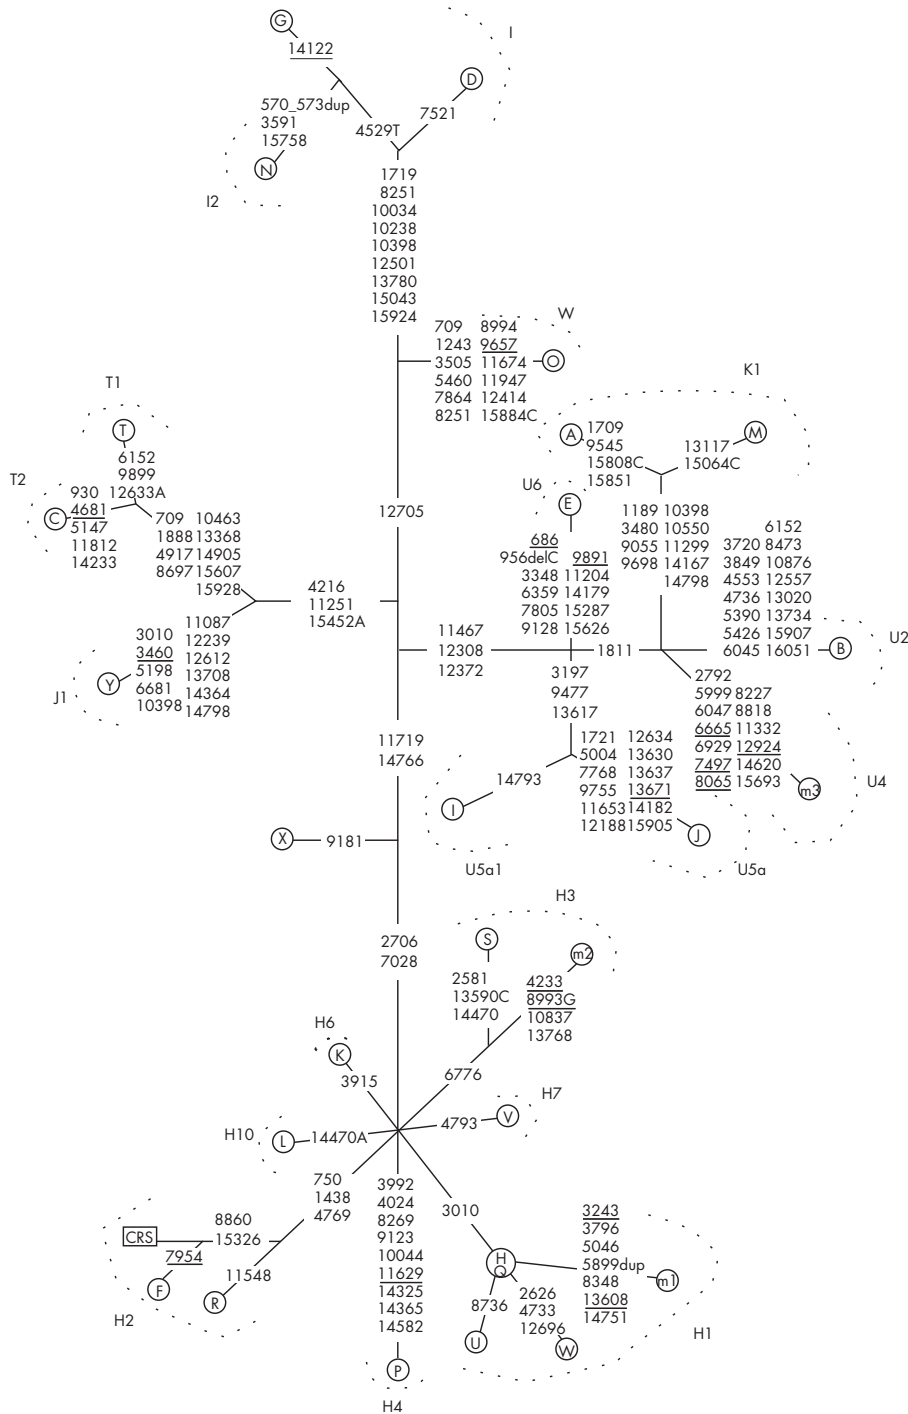 G
I
14122
D
570_573dup
3591
15758
4529T
7521
N
I2
1719
8251
10034
10238
10398
12501
13780
15043
15924
W
709 8994
1243 9657
3505 11674
5460 11947
7864 12414
8251 15884C
O
K1
T1
T
6152
9899
12633A
T2
C
930
4681
5147
11812
14233
709 10463
1888 13368
4917 14905
8697 15607
15928
12705
A
1709
9545
15808C
15851
13117
15064C
M
U6
E
686
956delC 9891
3348 11204
6359 14179
7805 15287
9128 15626
1189 10398
3480 10550
9055 11299
9698 14167
14798
6152
3720 8473
3849 10876
4553 12557
4736 13020
5390 13734
5426 15907
6045 16051
B
U2
4216
11251
15452A
11087
12239
12612
13708
14364
14798
3010
3460
5198
6681
10398
Y
J1
11467
12308
12372
1811
3197
9477
13617
2792
5999 8227
6047 8818
6665 11332
6929 12924
7497 14620
8065 15693
m3
U4
11719
14766
14793
I
U5a1
1721 12634
5004 13630
7768 13637
9755 13671
11653 14182
12188 15905
J
U5a
X
9181
2706
7028
H3
S
m2
2581
13590C
14470
4233
8993G
10837
13768
6776
H6
K
3915
H7
V
4793
H10
L
14470A
750
1438
4769
8860
15326
CRS
7954
F
11548
R
H2
3992
4024
8269
9123
10044
11629
14325
14365
14582
P
H4
3010
H
Q
3243
3796
5046
5899dup
8348
13608
14751
m1
8736
U
2626
4733
12696
W
H1